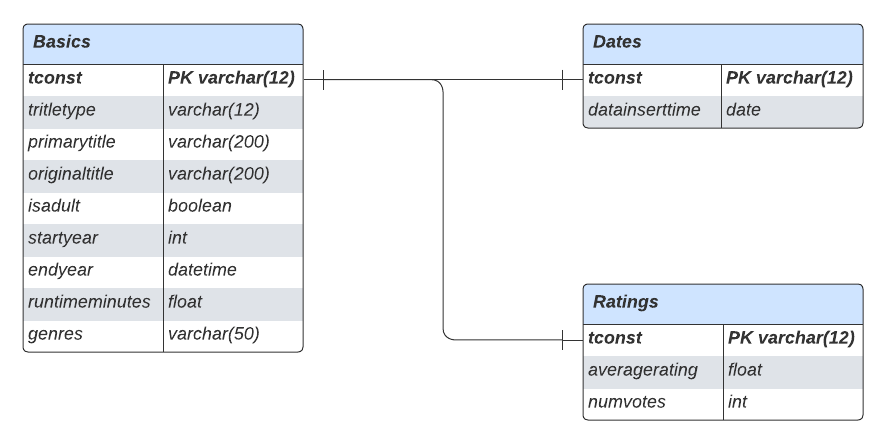 Basics
tconst PK varchar(12)
tritletype varchar(12)
primarytitle varchar(200)
originaltitle varchar(200)
isadult boolean
startyear int
endyear datetime
runtimeminutes float
genres varchar(50)
Dates
tconst PK varchar(12)
datainserttime date
Ratings
tconst PK varchar(12)
averagerating float
numvotes int